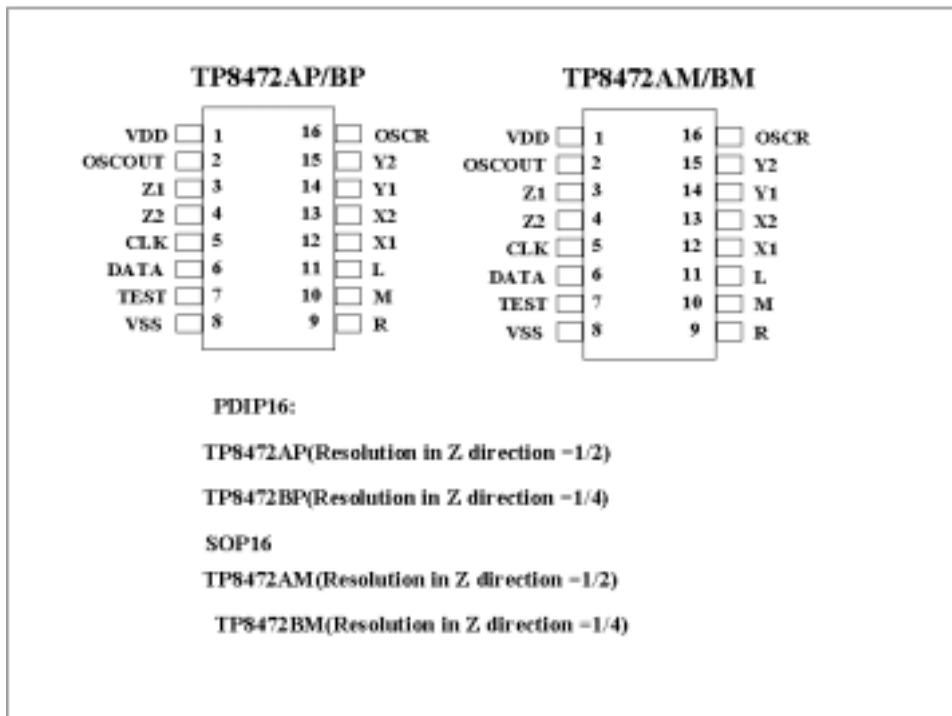 TP8472AP/BP
VDD 1 16 OSCR
OSCOUT 2 15 Y2
Z1 3 14 Y1
Z2 4 13 X2
CLK 5 12 X1
DATA 6 11 L
TEST 7 10 M
VSS 8 9 R
TP8472AM/BM
VDD 1 16 OSCR
OSCOUT 2 15 Y2
Z1 3 14 Y1
Z2 4 13 X2
CLK 5 12 X1
DATA 6 11 L
TEST 7 10 M
VSS 8 9 R
PDIP16:
TP8472AP(Resolution in Z direction =1/2)
TP8472BP(Resolution in Z direction =1/4)
SOP16
TP8472AM(Resolution in Z direction =1/2)
TP8472BM(Resolution in Z direction =1/4)